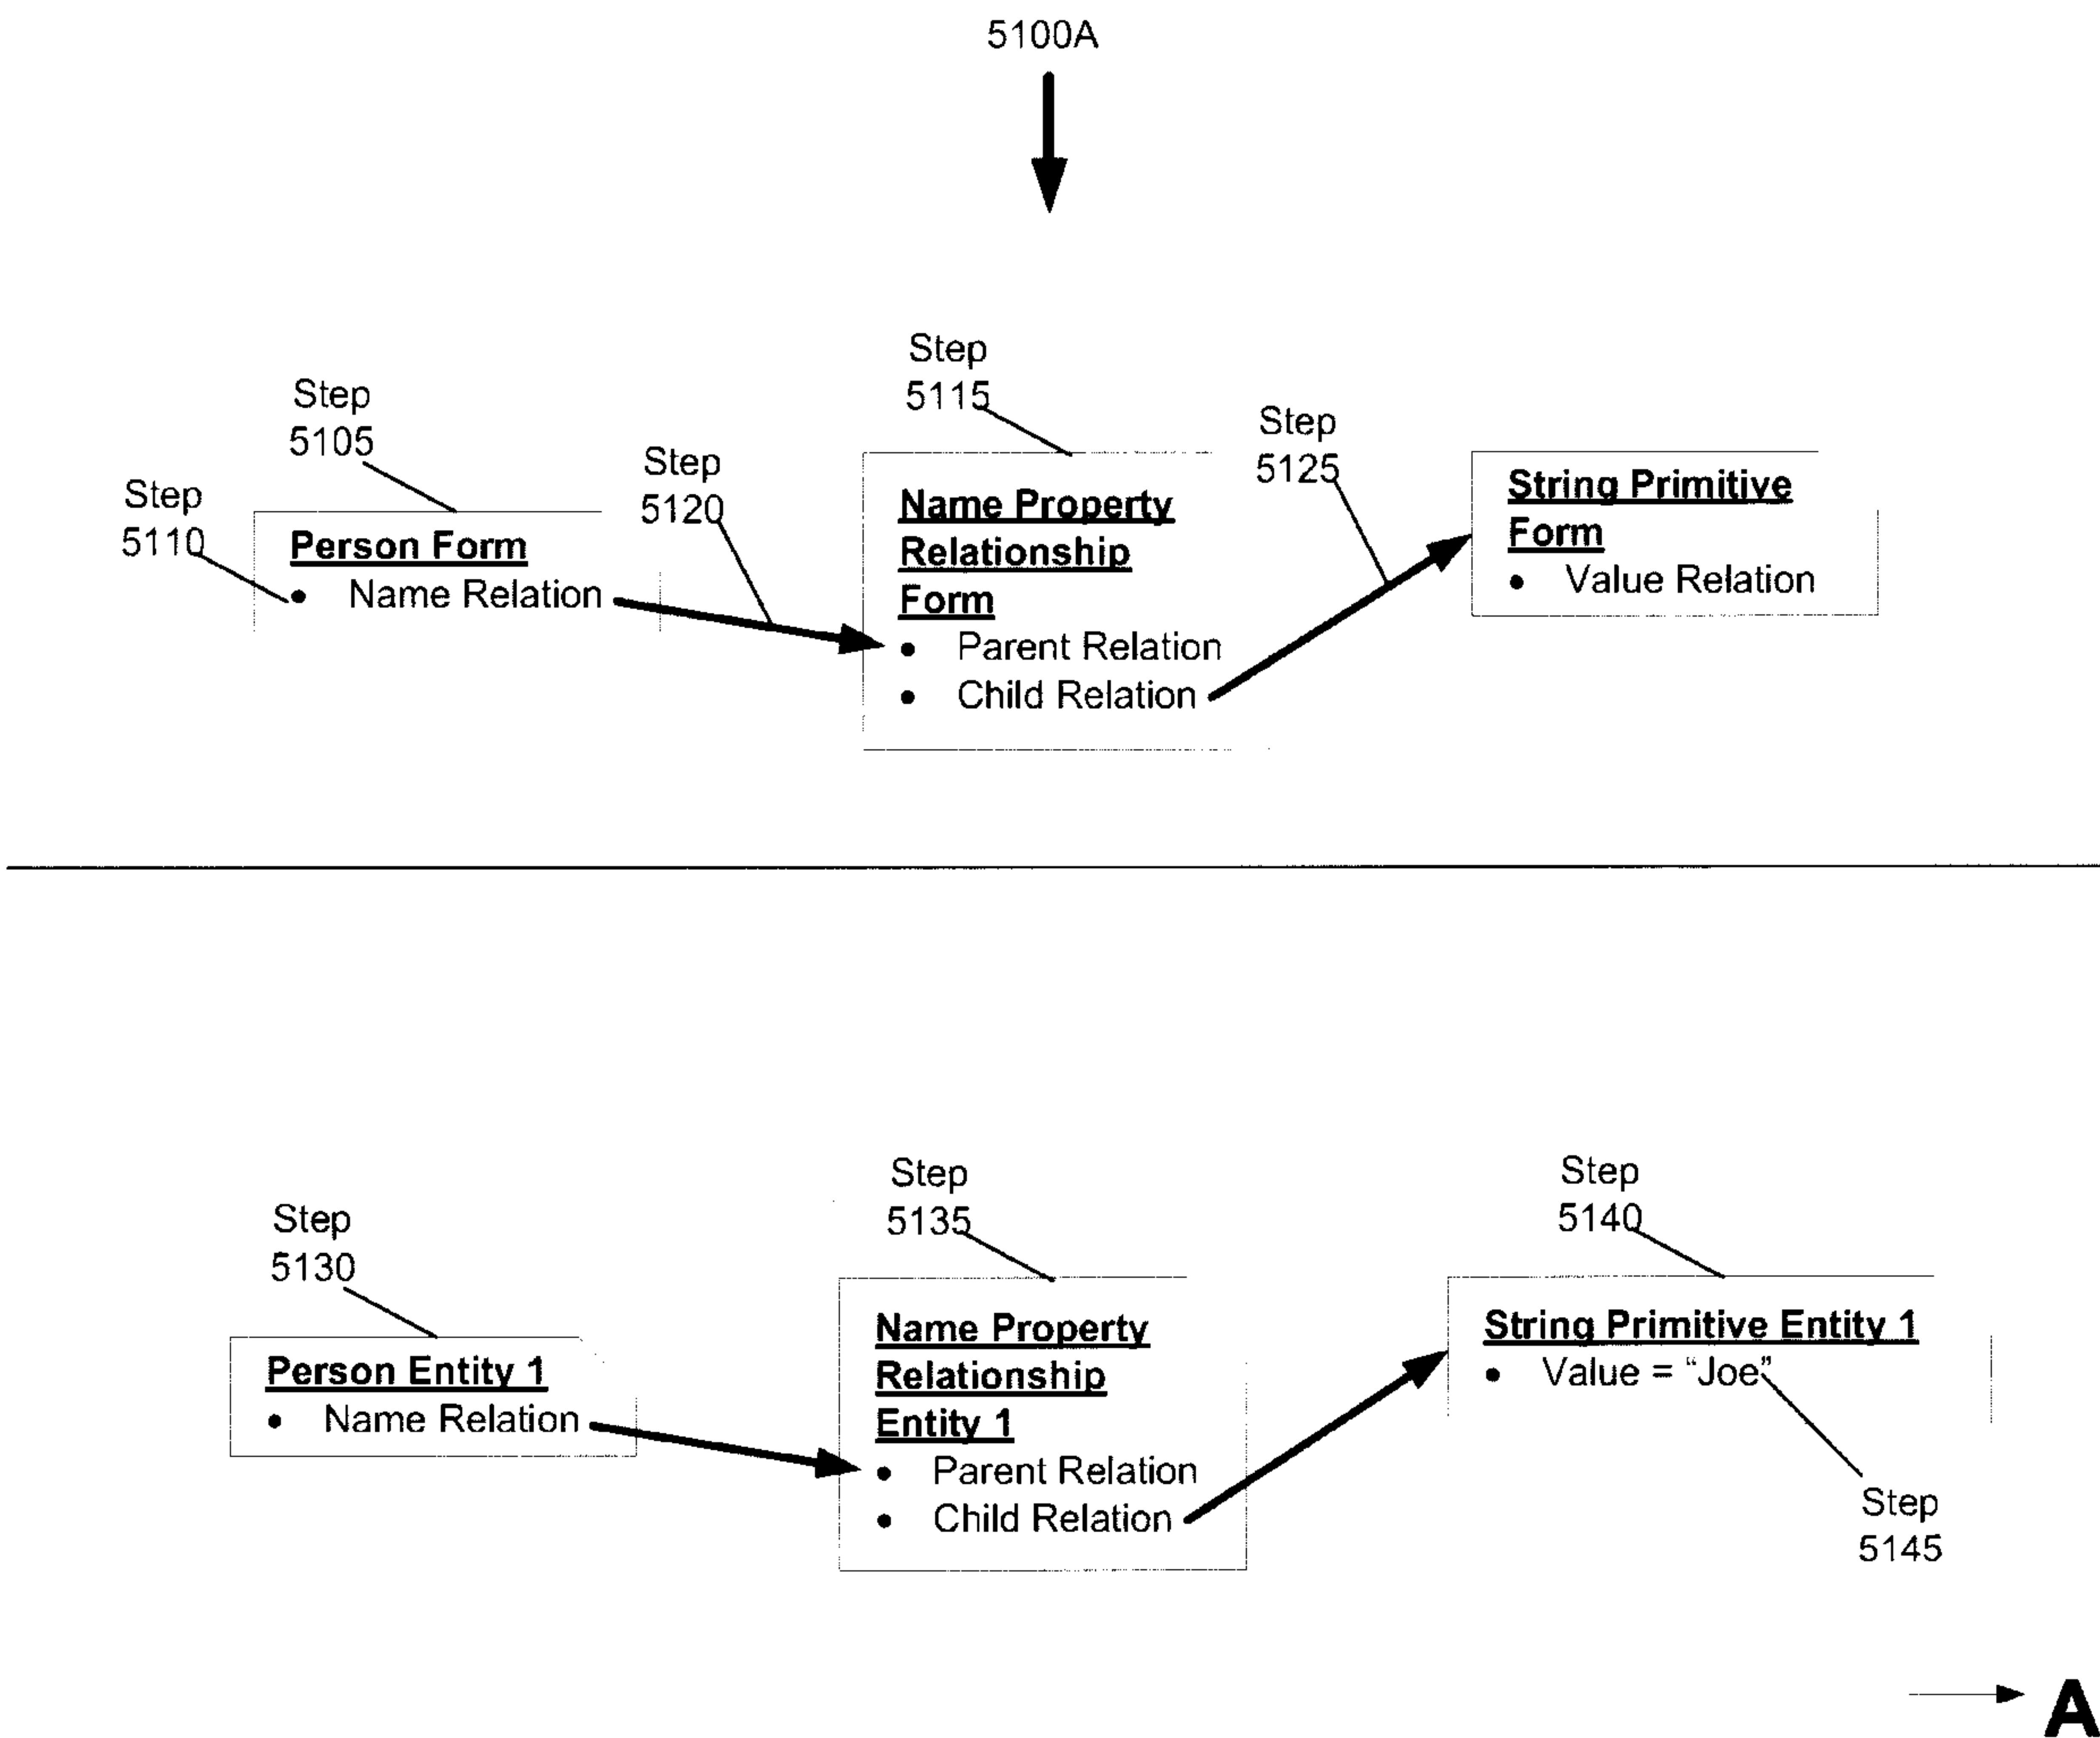 5100A
Step
5115
Step
5105
Step
5125
Step
5120
Step
5110
Person Form
• Name Relation
Name Property
Relationship
Form
• Parent Relation
• Child Relation
String Primitive
Form
• Value Relation
Step
5135
Step
5140
Step
5130
Person Entity 1
• Name Relation
Name Property
Relationship
Entity 1
• Parent Relation
• Child Relation
String Primitive Entity 1
• Value = “Joe”
Step
5145
A